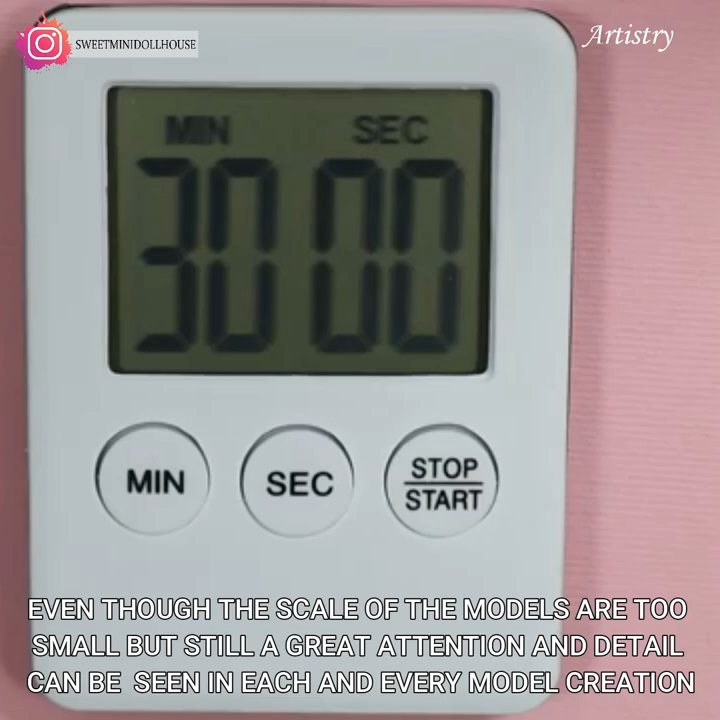 SWEETMINIDOLLHOUSE
Artistry
MIN SEC
30 00
MIN SEC STOP
START
EVEN THOUGH THE SCALE OF THE MODELS ARE TOO
SMALL BUT STILL A GREAT ATTENTION AND DETAIL
CAN BE SEEN IN EACH AND EVERY MODEL CREATION